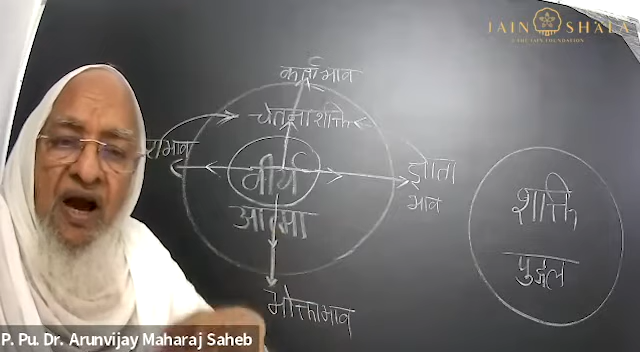 JAIN SHALA
कर्ता भाव
चेतना शक्ति
वीर्य
आत्मा
ज्ञाता
भाव
भोक्ताभाव
शक्ति
पुद्गल
P. Pu. Dr. Arunvijay Maharaj Saheb